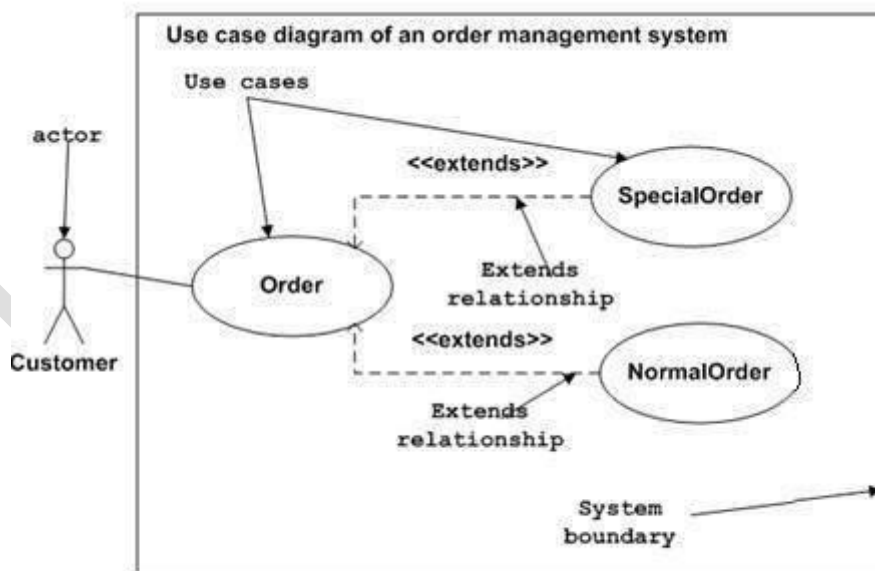 Use case diagram of an order management system
Use cases
actor
<<extends>>
SpecialOrder
Order
Extends
relationship
<<extends>>
Customer
NormalOrder
Extends
relationship
System
boundary